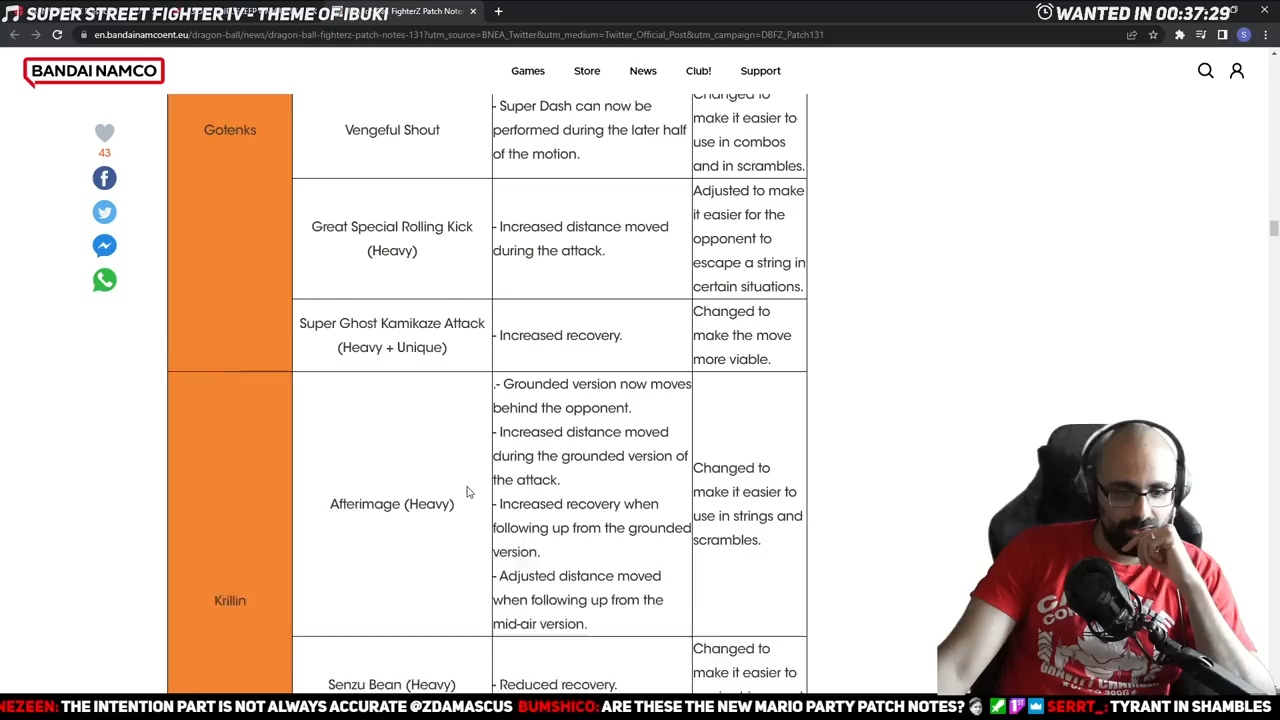 SUPER STREET FIGHTER IV - THEME OF IBUKI
FighterZ Patch Note
WANTED IN 00:37:29
en.bandainamcoent.eu/dragon-ball/news/dragon-ball-fighterz-patch-notes-131?utm_source=BNEA_Twitter&utm_medium=Twitter_Official_Post&utm_campaign=DBFZ_Patch131
BANDAI NAMCO
Games
Store
News
Club!
Support
43
Gotenks
Vengeful Shout
- Super Dash can now be
performed during the later half
of the motion.
Changed to
make it easier to
use in combos
and in scrambles.
Great Special Rolling Kick
(Heavy)
- Increased distance moved
during the attack.
Adjusted to make
it easier for the
opponent to
escape a string in
certain situations.
Super Ghost Kamikaze Attack
(Heavy + Unique)
- Increased recovery.
Changed to
make the move
more viable.
Krillin
Afterimage (Heavy)
.- Grounded version now moves
behind the opponent.
- Increased distance moved
during the grounded version of
the attack.
- Increased recovery when
following up from the grounded
version.
- Adjusted distance moved
when following up from the
mid-air version.
Changed to
make it easier to
use in strings and
scrambles.
Senzu Bean (Heavy)
- Reduced recovery.
Changed to
make it easier to
NEZEEN: THE INTENTION PART IS NOT ALWAYS ACCURATE @ZDAMASCUS BUMSHICO: ARE THESE THE NEW MARIO PARTY PATCH NOTES? SERRT_: TYRANT IN SHAMBLES